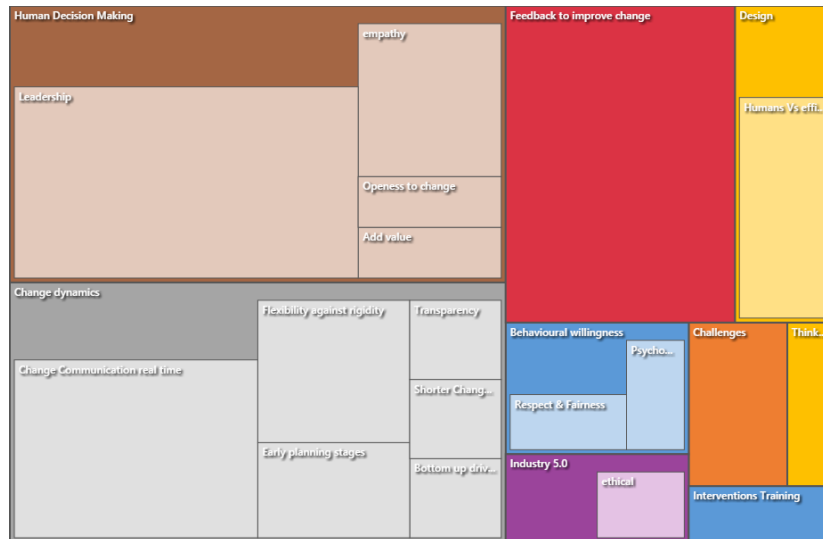 Human Decision Making
empathy
Leadership
Openess to change
Add value
Feedback to improve change
Design
Humans Vs effi...
Change dynamics
Flexibility against rigidity
Transparency
Change Communication real time
Shorter Chang...
Early planning stages
Bottom up driv...
Behavioural willingness
Psycho...
Respect & Fairness
Challenges
Think...
Industry 5.0
ethical
Interventions Training